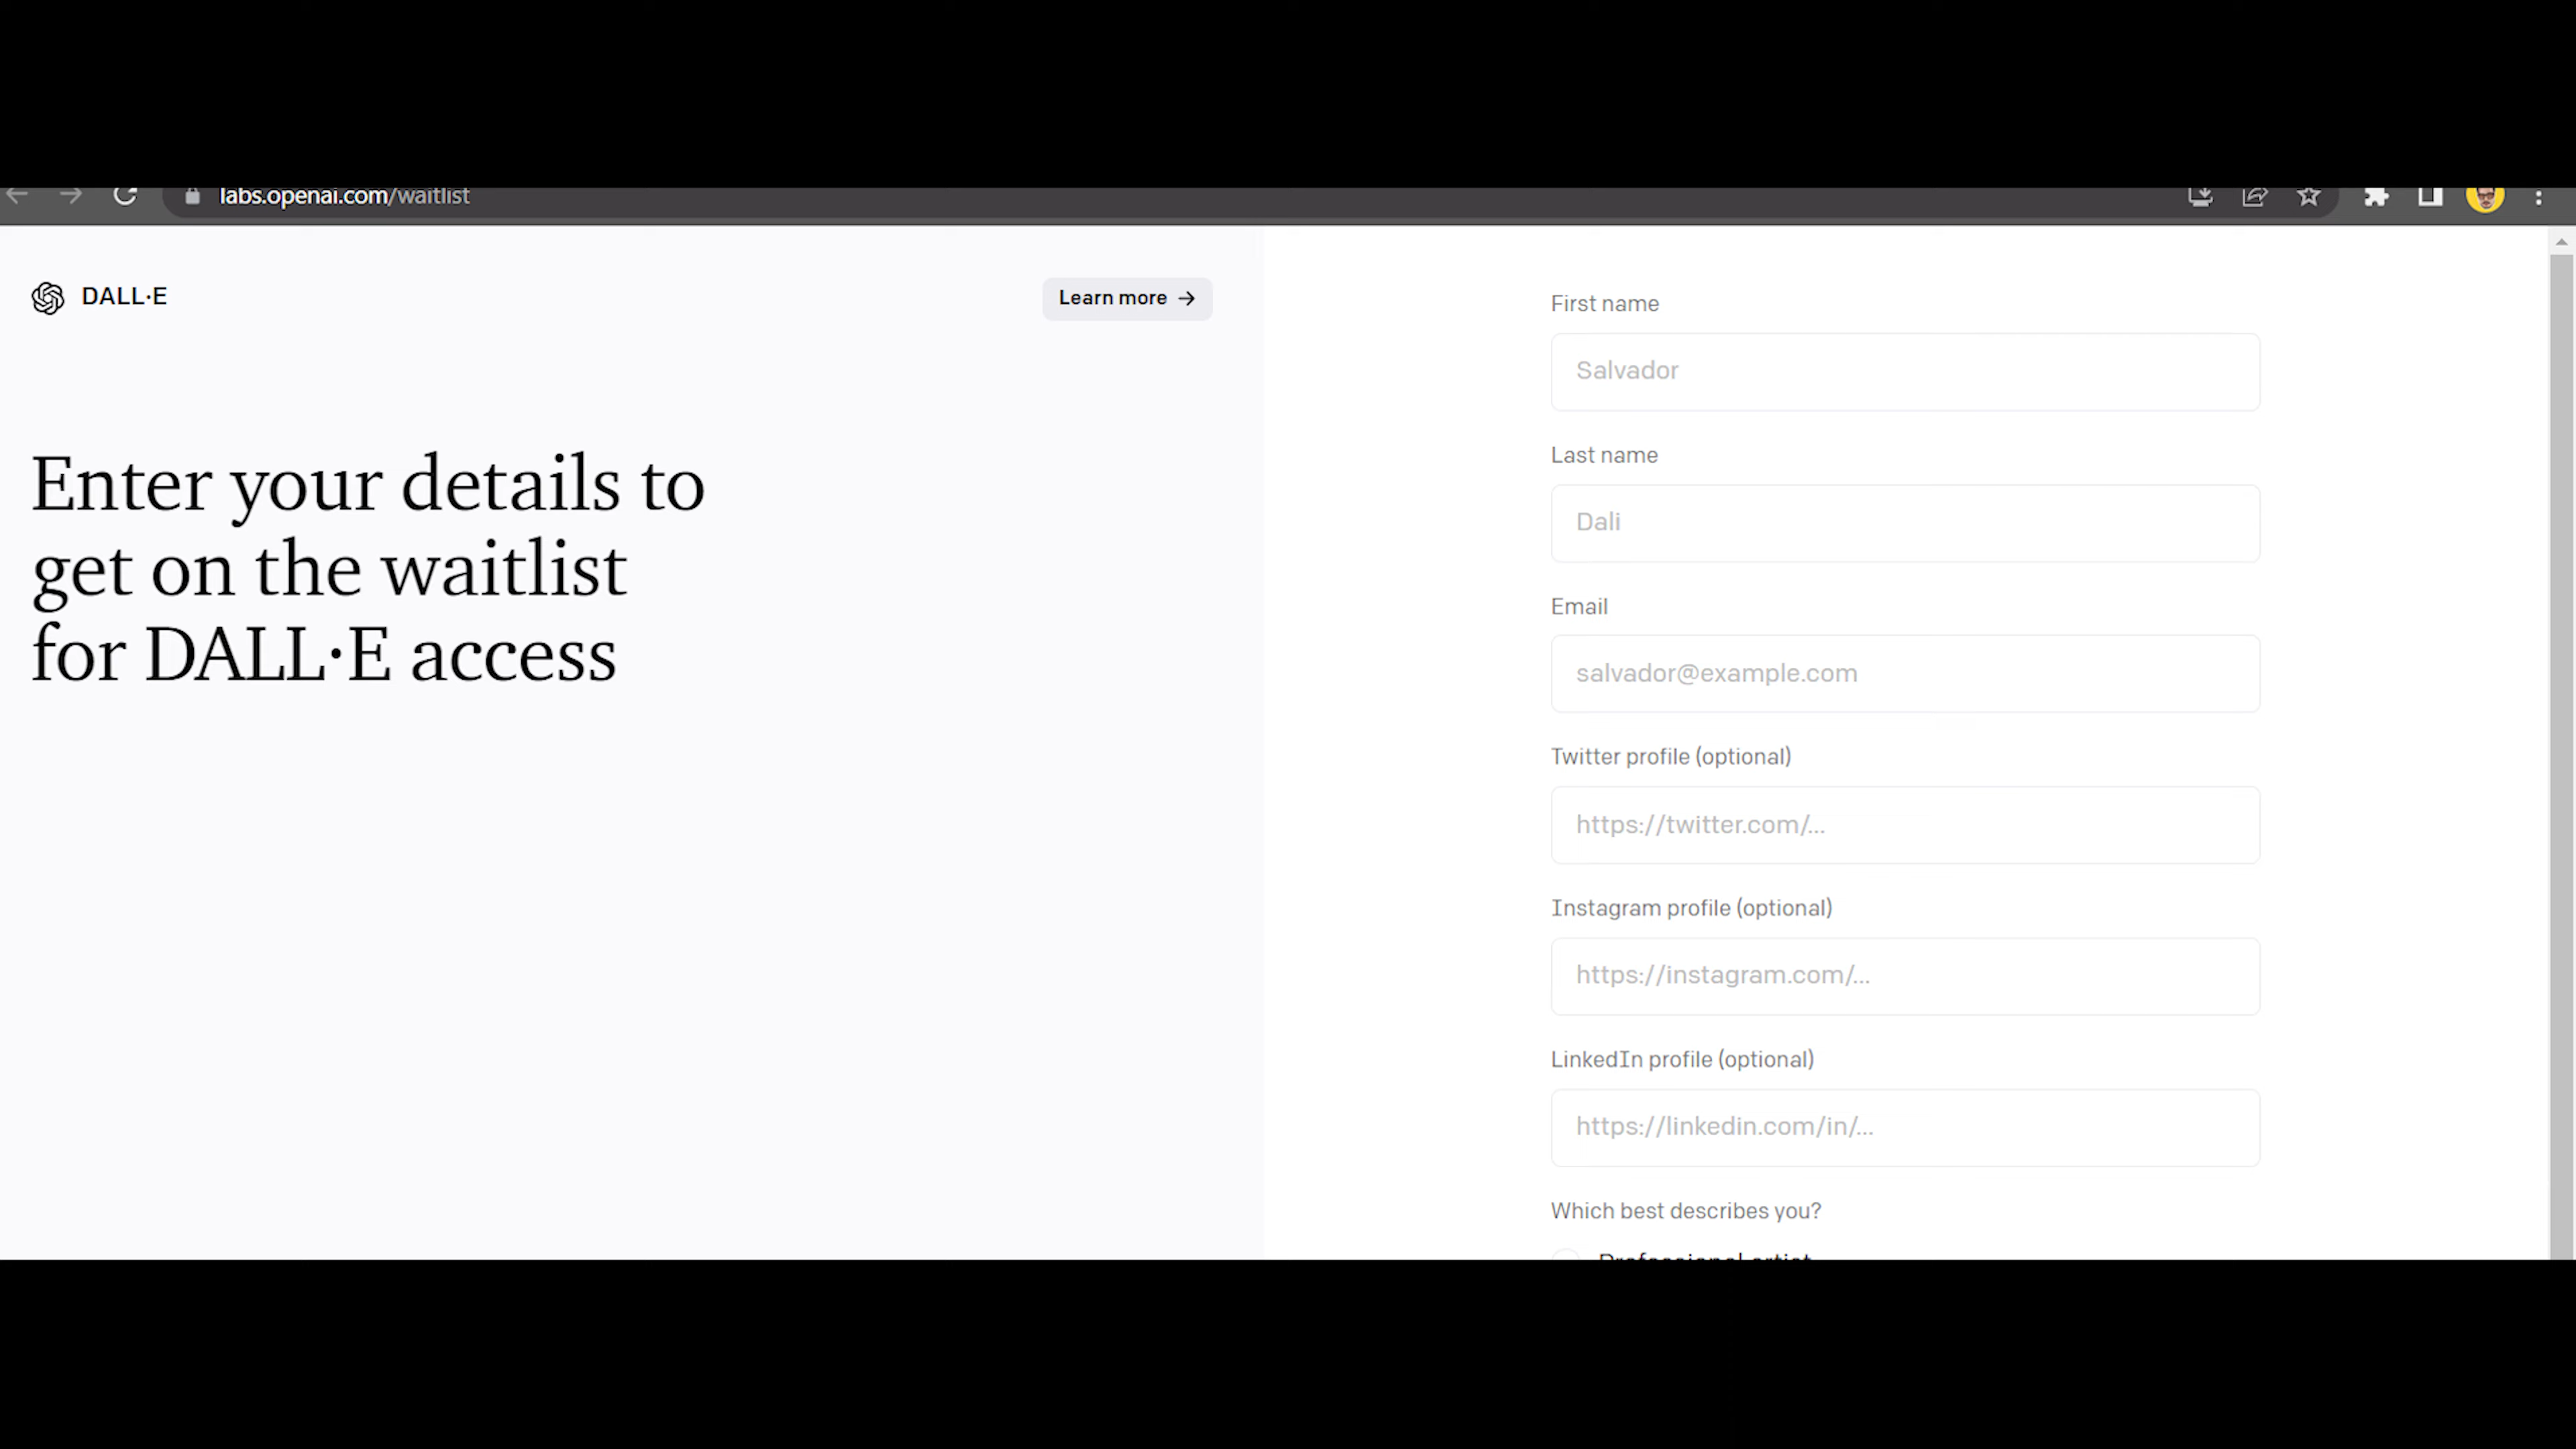 labs.openai.com/waitlist
DALL·E
Learn more →
Enter your details to
get on the waitlist
for DALL·E access
First name
Salvador
Last name
Dali
Email
salvador@example.com
Twitter profile (optional)
https://twitter.com/...
Instagram profile (optional)
https://instagram.com/...
LinkedIn profile (optional)
https://linkedin.com/in/...
Which best describes you?
Professional artist